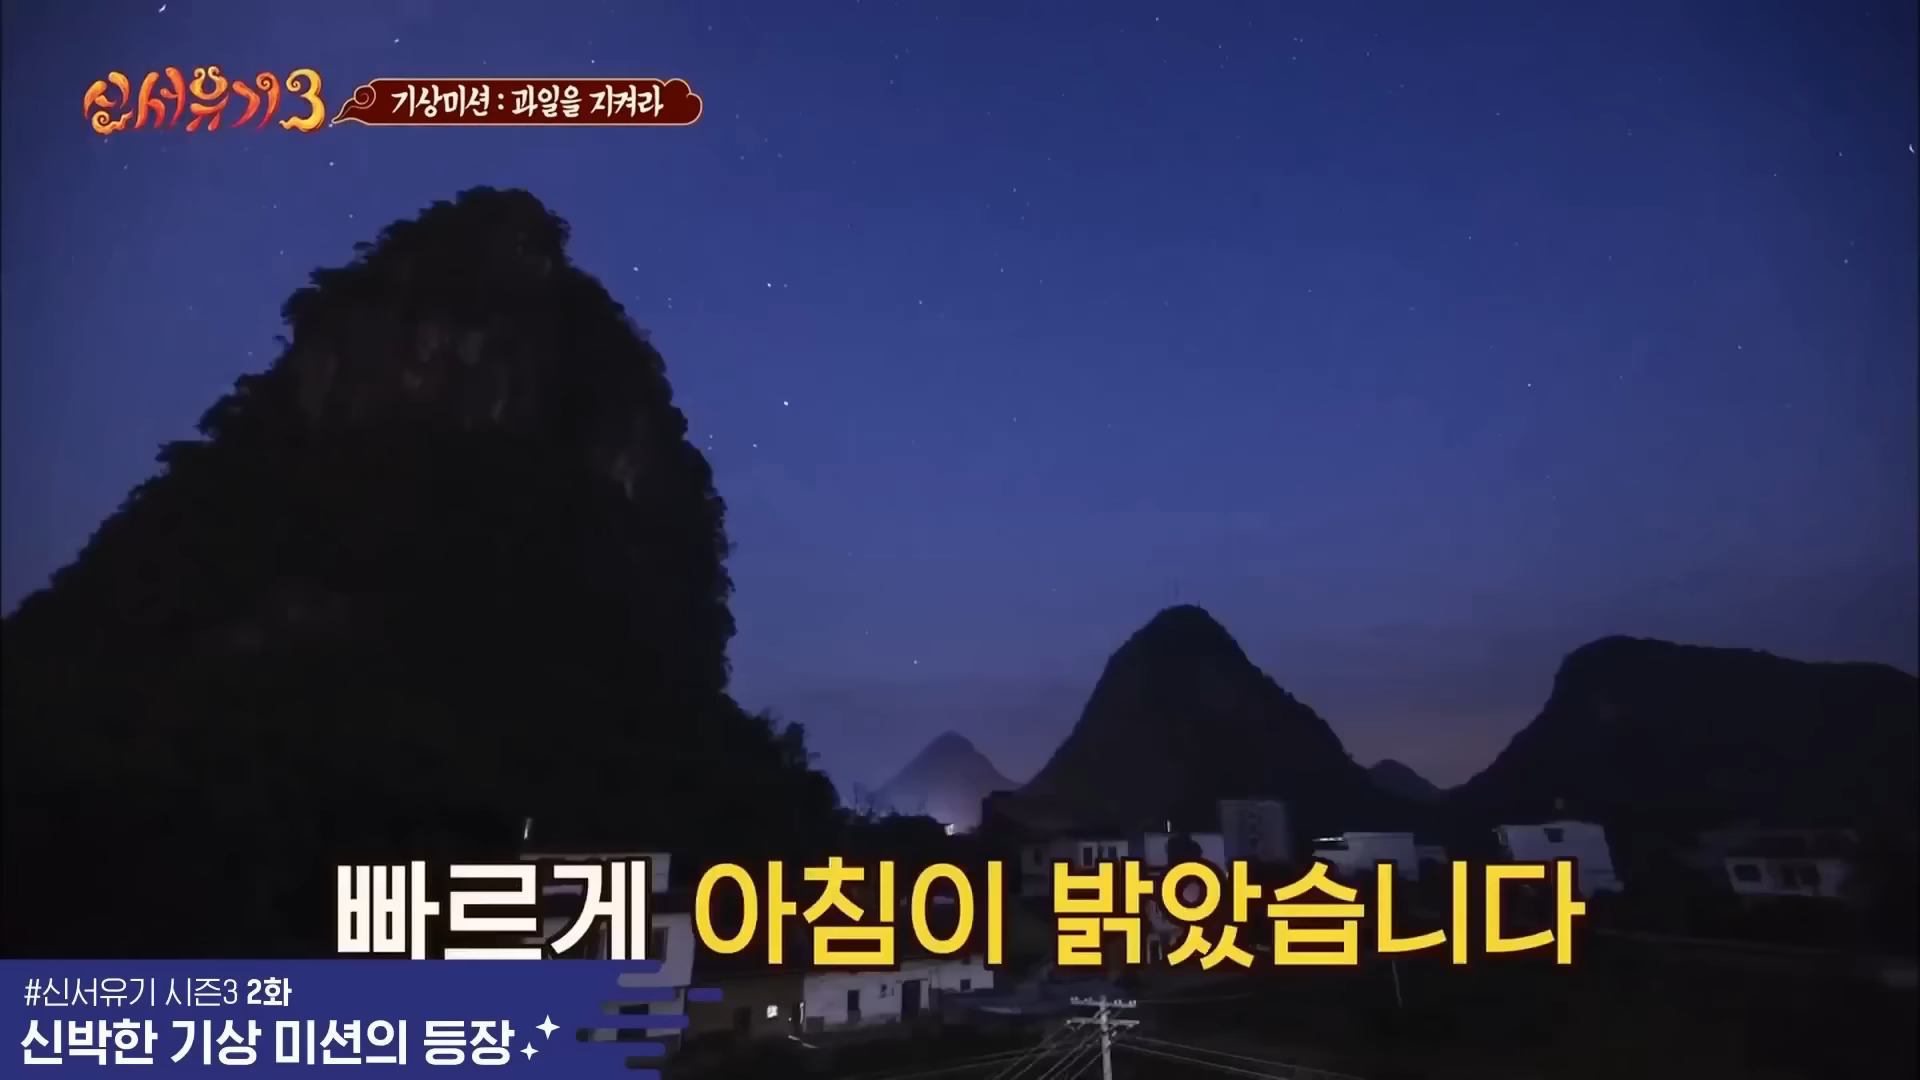 신서유기3
기상미션 : 과일을 지켜라
빠르게 아침이 밝았습니다
#신서유기 시즌3 2화
신박한 기상 미션의 등장